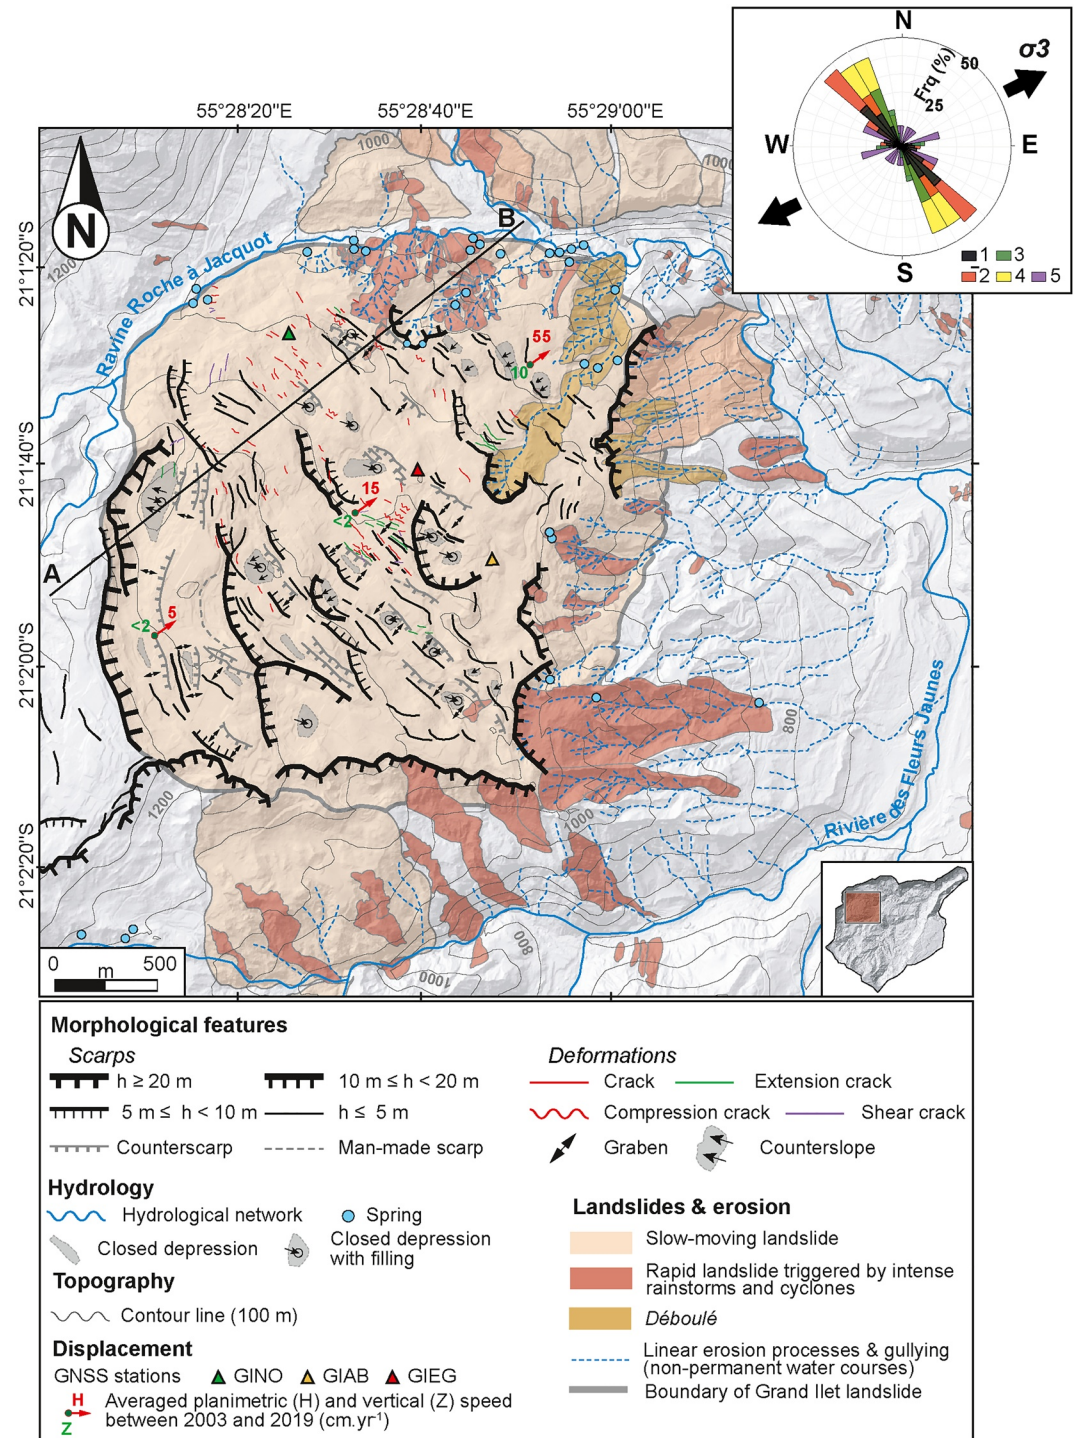 N
σ3
Frq (%)
50
25
W
E
S
1
3
2
4
5
55°28'20"E
55°28'40"E
55°29'00"E
1000
1000
N
B
Ravine Roche à Jacquot
1200
21°1'20"S
55
10
21°1'40"S
15
<2
A
<2
5
21°2'00"S
800
Rivière des Fleurs Jaunes
1200
1000
21°2'20"S
800
1000
0 m 500
Morphological features
Scarps
Deformations
h ≥ 20 m
10 m ≤ h < 20 m
Crack
Extension crack
5 m ≤ h < 10 m
h ≤ 5 m
Compression crack
Shear crack
Counterscarp
Man-made scarp
Graben
Counterslope
Hydrology
Hydrological network
Spring
Closed depression
Closed depression
with filling
Topography
Contour line (100 m)
Displacement
GNSS stations
GINO
GIAB
GIEG
H
Z
Averaged planimetric (H) and vertical (Z) speed
between 2003 and 2019 (cm.yr⁻¹)
Landslides & erosion
Slow-moving landslide
Rapid landslide triggered by intense
rainstorms and cyclones
Déboulé
Linear erosion processes & gullying
(non-permanent water courses)
Boundary of Grand Ilet landslide